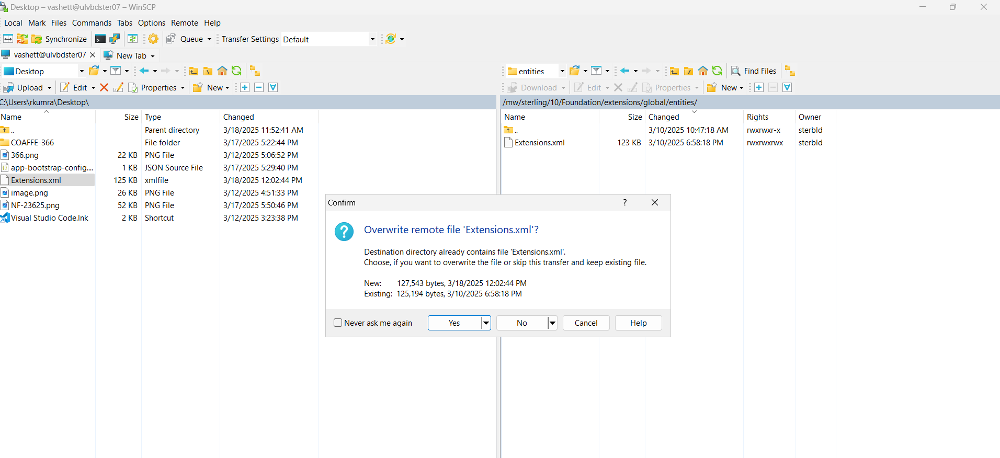 Desktop – vashett@ulvbdster07 – WinSCP
Local Mark Files Commands Tabs Options Remote Help
Synchronize Queue Transfer Settings Default
vashett@ulvbdster07 New Tab
Desktop
Upload Edit Properties New
C:\Users\rkumra\Desktop\
Name Size Type Changed
.. Parent directory 3/18/2025 11:52:41 AM
COAFFE-366 File folder 3/17/2025 5:22:44 PM
366.png 22 KB PNG File 3/12/2025 5:06:52 PM
app-bootstrap-config.... 1 KB JSON Source File 3/17/2025 5:29:40 PM
Extensions.xml 125 KB xmlfile 3/18/2025 12:02:44 PM
image.png 26 KB PNG File 3/12/2025 4:51:33 PM
NF-23625.png 52 KB PNG File 3/17/2025 5:50:46 PM
Visual Studio Code.lnk 2 KB Shortcut 3/12/2025 3:23:38 PM
entities Find Files
Download Edit Properties New
/mw/sterling/10/Foundation/extensions/global/entities/
Name Size Changed Rights Owner
.. 3/10/2025 10:47:18 AM rwxrwxr-x sterbld
Extensions.xml 123 KB 3/10/2025 6:58:18 PM rwxrwxrwx sterbld
Confirm ?
Overwrite remote file 'Extensions.xml'?
Destination directory already contains file 'Extensions.xml'.
Choose, if you want to overwrite the file or skip this transfer and keep existing file.
New: 127,543 bytes, 3/18/2025 12:02:44 PM
Existing: 125,194 bytes, 3/10/2025 6:58:18 PM
Never ask me again Yes No Cancel Help